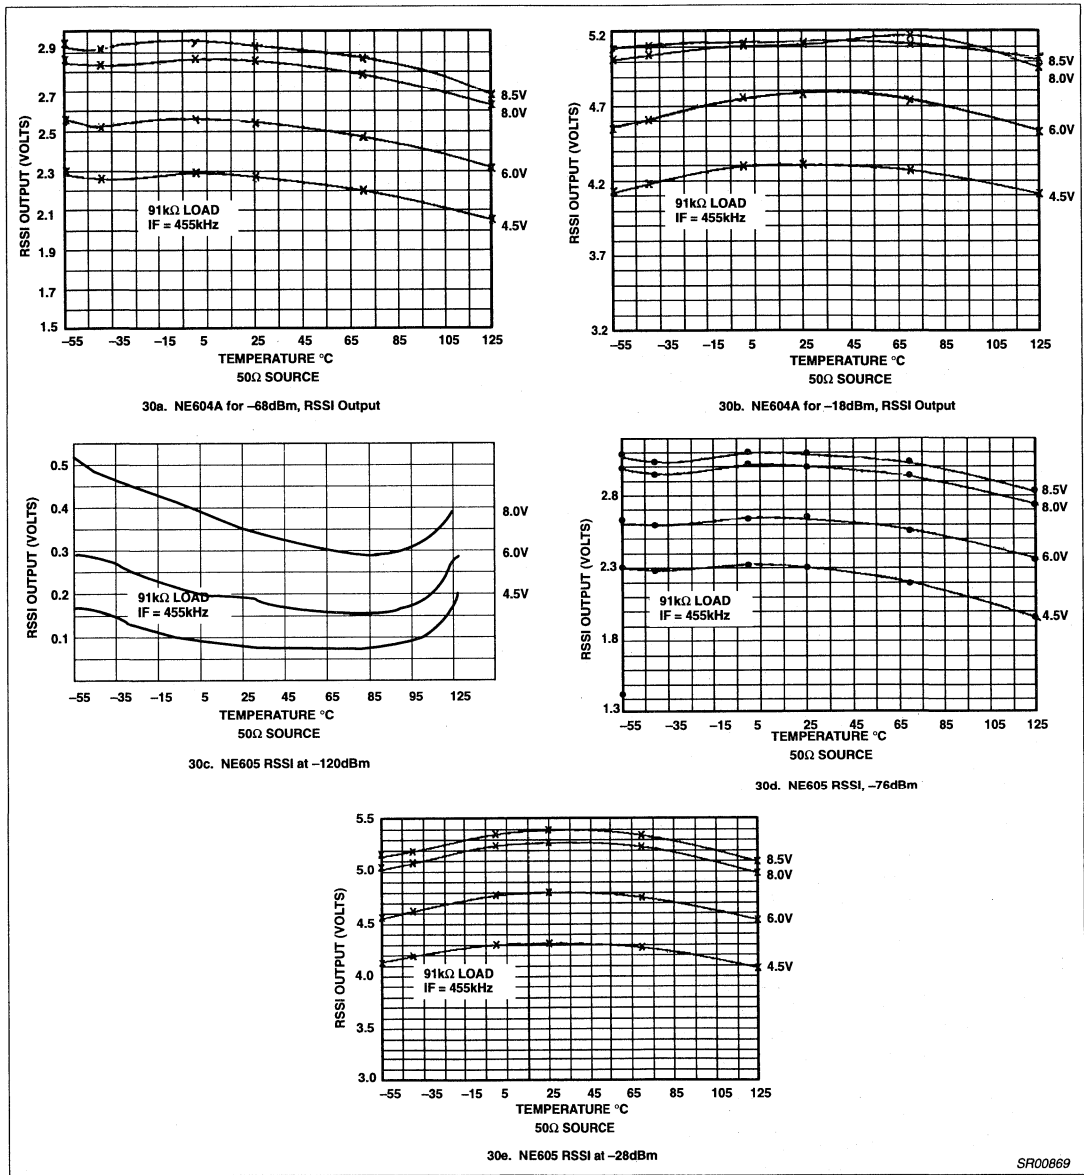 RSSI OUTPUT (VOLTS)
2.9
2.7
2.5
2.3
2.1
1.9
1.7
1.5
8.5V
8.0V
6.0V
4.5V
91kΩ LOAD
IF = 455kHz
–55 –35 –15 5 25 45 65 85 105 125
TEMPERATURE °C
50Ω SOURCE
30a. NE604A for –68dBm, RSSI Output
RSSI OUTPUT (VOLTS)
5.2
4.7
4.2
3.7
3.2
8.5V
8.0V
6.0V
4.5V
91kΩ LOAD
IF = 455kHz
–55 –35 –15 5 25 45 65 85 105 125
TEMPERATURE °C
50Ω SOURCE
30b. NE604A for –18dBm, RSSI Output
RSSI OUTPUT (VOLTS)
0.5
0.4
0.3
0.2
0.1
8.0V
6.0V
4.5V
91kΩ LOAD
IF = 455kHz
–55 –35 –15 5 25 45 65 85 105 125
TEMPERATURE °C
50Ω SOURCE
30c. NE605 RSSI at –120dBm
RSSI OUTPUT (VOLTS)
2.8
2.3
1.8
1.3
8.5V
8.0V
6.0V
4.5V
91kΩ LOAD
IF = 455kHz
–55 –35 –15 5 25 45 65 85 105 125
TEMPERATURE °C
50Ω SOURCE
30d. NE605 RSSI, –76dBm
RSSI OUTPUT (VOLTS)
5.5
5.0
4.5
4.0
3.5
3.0
8.5V
8.0V
6.0V
4.5V
91kΩ LOAD
IF = 455kHz
–55 –35 –15 5 25 45 65 85 105 125
TEMPERATURE °C
50Ω SOURCE
30e. NE605 RSSI at –28dBm
SR00869